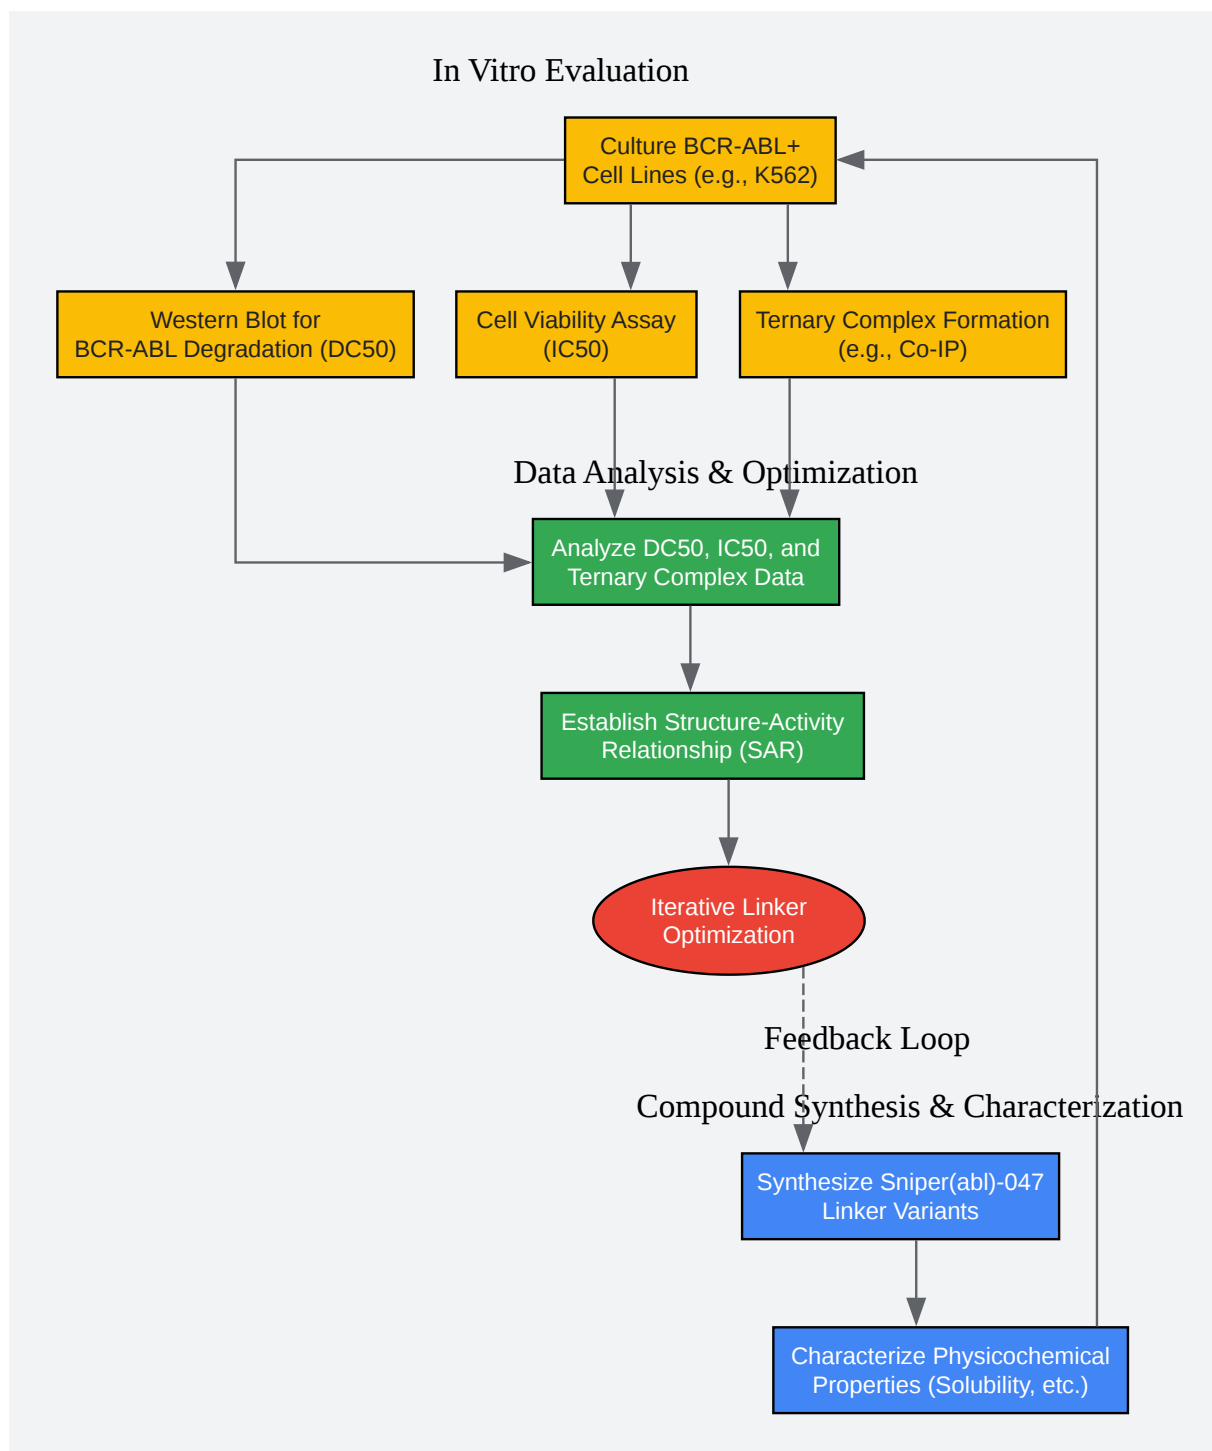 In Vitro Evaluation
Culture BCR-ABL+
Cell Lines (e.g., K562)
Western Blot for
BCR-ABL Degradation (DC50)
Cell Viability Assay
(IC50)
Ternary Complex Formation
(e.g., Co-IP)
Data Analysis & Optimization
Analyze DC50, IC50, and
Ternary Complex Data
Establish Structure-Activity
Relationship (SAR)
Iterative Linker
Optimization
Feedback Loop
Compound Synthesis & Characterization
Synthesize Sniper(abl)-047
Linker Variants
Characterize Physicochemical
Properties (Solubility, etc.)